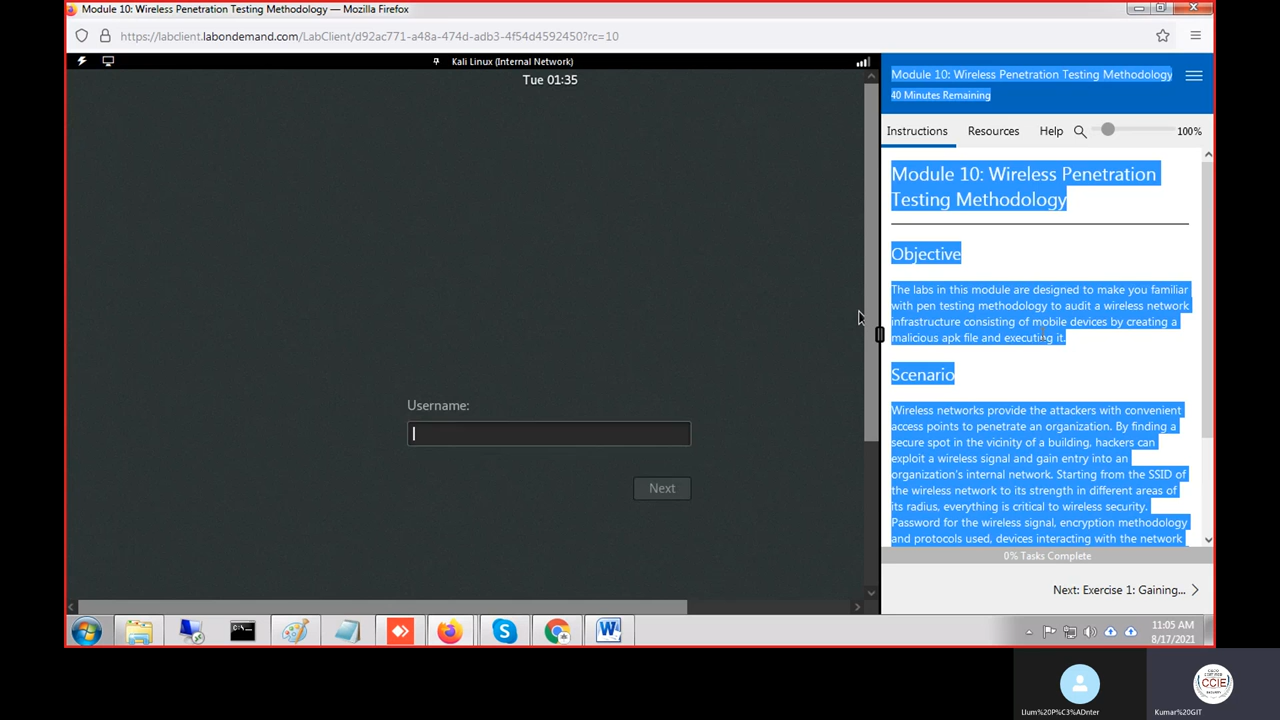 Module 10: Wireless Penetration Testing Methodology — Mozilla Firefox
https://labclient.labondemand.com/LabClient/d92ac771-a48a-474d-adb3-4f54d4592450?rc=10
Kali Linux (Internal Network)
Tue 01:35
Username:
Next
Module 10: Wireless Penetration Testing Methodology
40 Minutes Remaining
Instructions Resources Help 100%
Module 10: Wireless Penetration
Testing Methodology
Objective
The labs in this module are designed to make you familiar
with pen testing methodology to audit a wireless network
infrastructure consisting of mobile devices by creating a
malicious apk file and executing it.
Scenario
Wireless networks provide the attackers with convenient
access points to penetrate an organization. By finding a
secure spot in the vicinity of a building, hackers can
exploit a wireless signal and gain entry into an
organization's internal network. Starting from the SSID of
the wireless network to its strength in different areas of
its radius, everything is critical to wireless security.
Password for the wireless signal, encryption methodology
and protocols used, devices interacting with the network
0% Tasks Complete
Next: Exercise 1: Gaining...
11:05 AM
8/17/2021
Llum%20P%C3%ADnter
Kumar%20GIT
CCIE